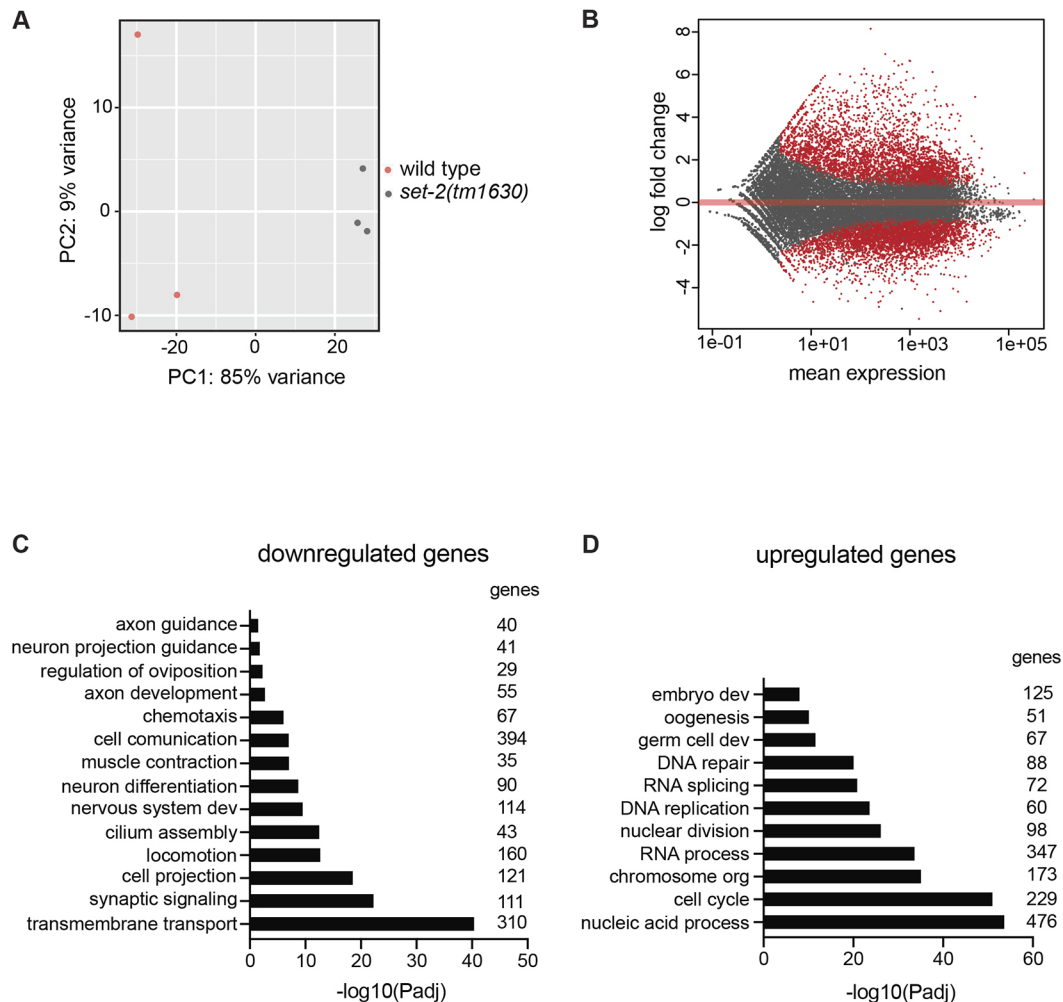 A
10
0
-10
PC2: 9% variance
-20
0
20
PC1: 85% variance
wild type
set-2(tm1630)
B
8
6
4
2
0
-2
-4
log fold change
1e-01
1e+01
1e+03
1e+05
mean expression
C
downregulated genes
genes
axon guidance 40
neuron projection guidance 41
regulation of oviposition 29
axon development 55
chemotaxis 67
cell comunication 394
muscle contraction 35
neuron differentiation 90
nervous system dev 114
cilium assembly 43
locomotion 160
cell projection 121
synaptic signaling 111
transmembrane transport 310
0 10 20 30 40 50
-log10(Padj)
D
upregulated genes
genes
embryo dev 125
oogenesis 51
germ cell dev 67
DNA repair 88
RNA splicing 72
DNA replication 60
nuclear division 98
RNA process 347
chromosome org 173
cell cycle 229
nucleic acid process 476
0 20 40 60
-log10(Padj)